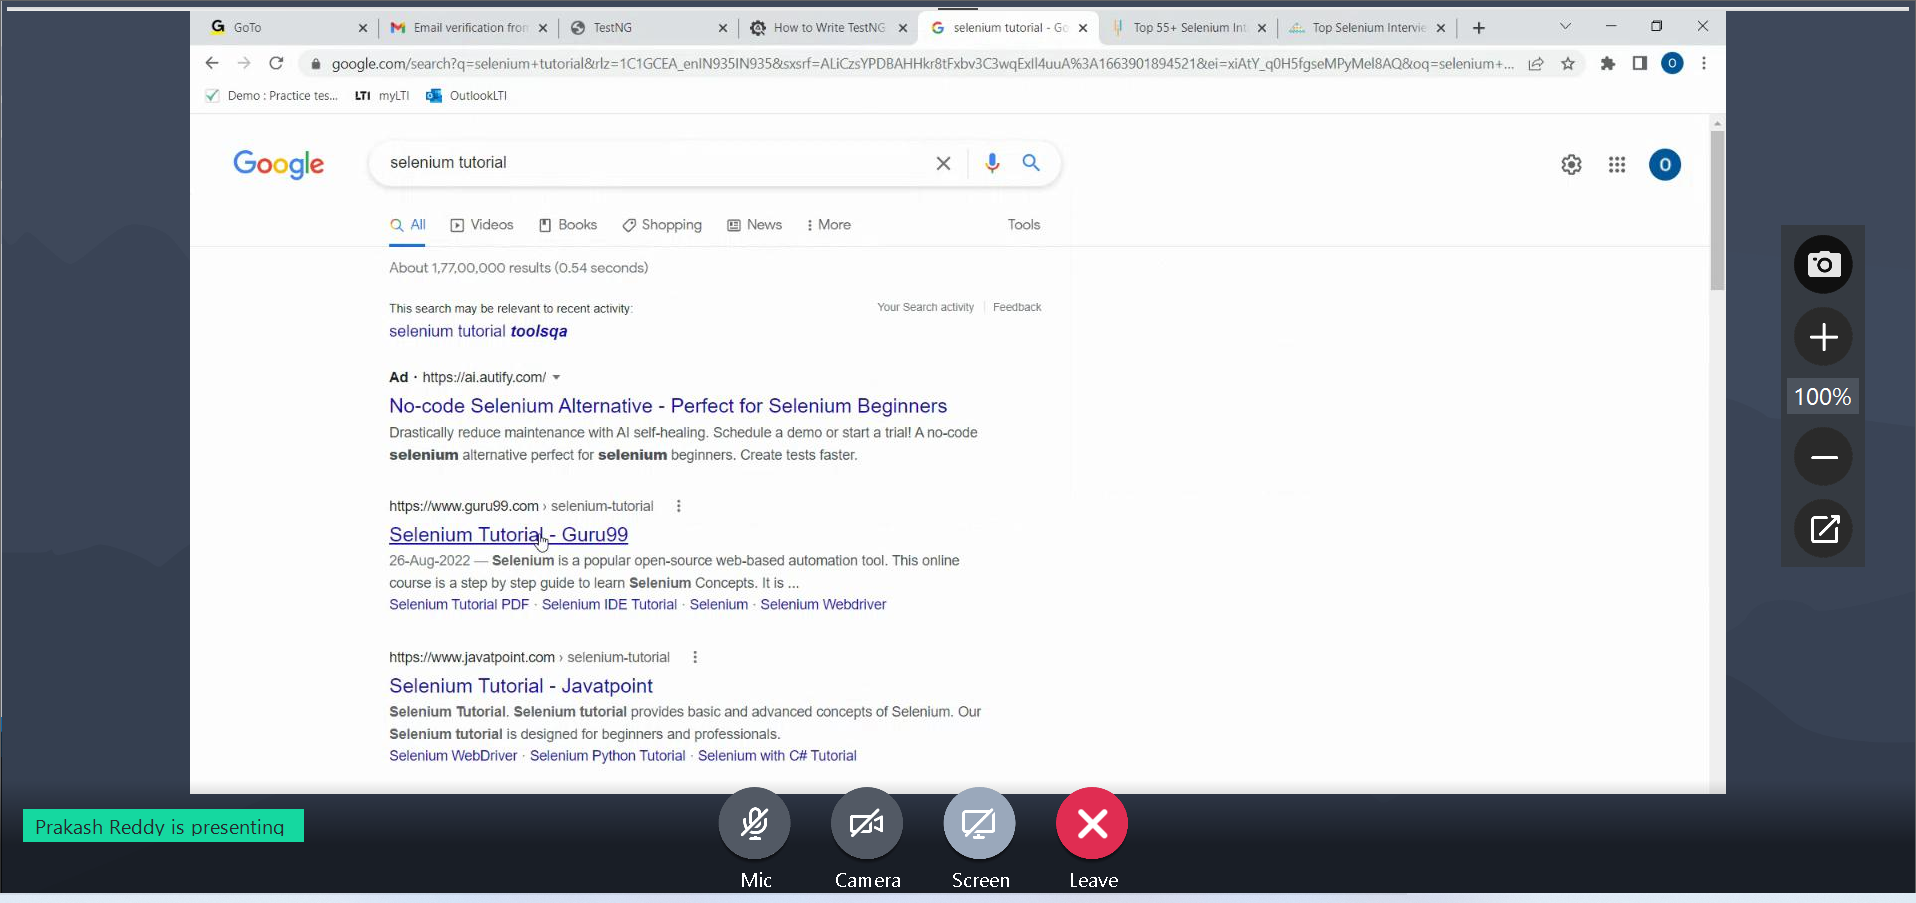 GoTo
Email verification from
TestNG
How to Write TestNG
selenium tutorial - Go
Top 55+ Selenium Int
Top Selenium Intervie
google.com/search?q=selenium+tutorial&rlz=1C1GCEA_enIN935IN935&sxsrf=ALiCzsYPDBAHHkr8tFxbv3C3wqExIl4uuA%3A1663901894521&ei=xiAtY_q0H5fgseMPyMel8AQ&oq=selenium+...
O
Demo : Practice tes...
LTI myLTI
OutlookLTI
Google
selenium tutorial
O
All
Videos
Books
Shopping
News
More
Tools
About 1,77,00,000 results (0.54 seconds)
This search may be relevant to recent activity:
Your Search activity
Feedback
selenium tutorial toolsqa
Ad · https://ai.autify.com/
No-code Selenium Alternative - Perfect for Selenium Beginners
Drastically reduce maintenance with AI self-healing. Schedule a demo or start a trial! A no-code
selenium alternative perfect for selenium beginners. Create tests faster.
https://www.guru99.com › selenium-tutorial
Selenium Tutorial - Guru99
26-Aug-2022 — Selenium is a popular open-source web-based automation tool. This online
course is a step by step guide to learn Selenium Concepts. It is ...
Selenium Tutorial PDF · Selenium IDE Tutorial · Selenium · Selenium Webdriver
https://www.javatpoint.com › selenium-tutorial
Selenium Tutorial - Javatpoint
Selenium Tutorial. Selenium tutorial provides basic and advanced concepts of Selenium. Our
Selenium tutorial is designed for beginners and professionals.
Selenium WebDriver · Selenium Python Tutorial · Selenium with C# Tutorial
100%
Prakash Reddy is presenting
Mic
Camera
Screen
Leave